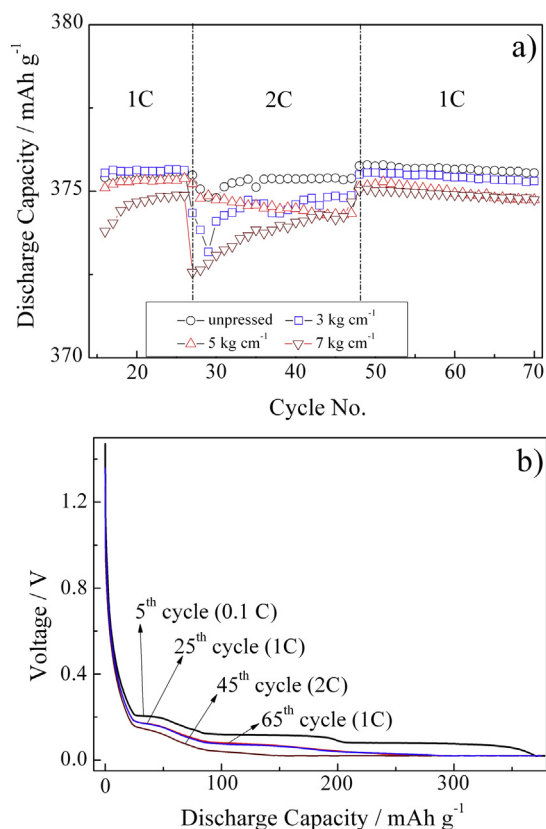 a)
380
1C 2C 1C
375
370
Discharge Capacity / mAh g⁻¹
unpressed 3 kg cm⁻¹
5 kg cm⁻¹ 7 kg cm⁻¹
20 30 40 50 60 70
Cycle No.
b)
1.2
0.8
0.4
0.0
Voltage / V
5th cycle (0.1 C)
25th cycle (1C)
45th cycle (2C)
65th cycle (1C)
0 100 200 300
Discharge Capacity / mAh g⁻¹